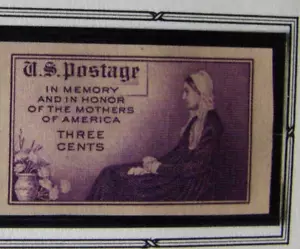 U.S. Postage
IN MEMORY
AND IN HONOR
OF THE MOTHERS
OF AMERICA
THREE
CENTS